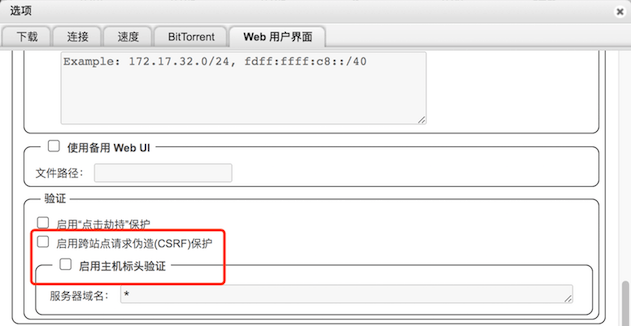 选项
下载 连接 速度 BitTorrent Web 用户界面
Example: 172.17.32.0/24, fdff:ffff:c8::/40
使用备用 Web UI
文件路径：
验证
启用“点击劫持”保护
启用跨站点请求伪造(CSRF)保护
启用主机标头验证
服务器域名： *